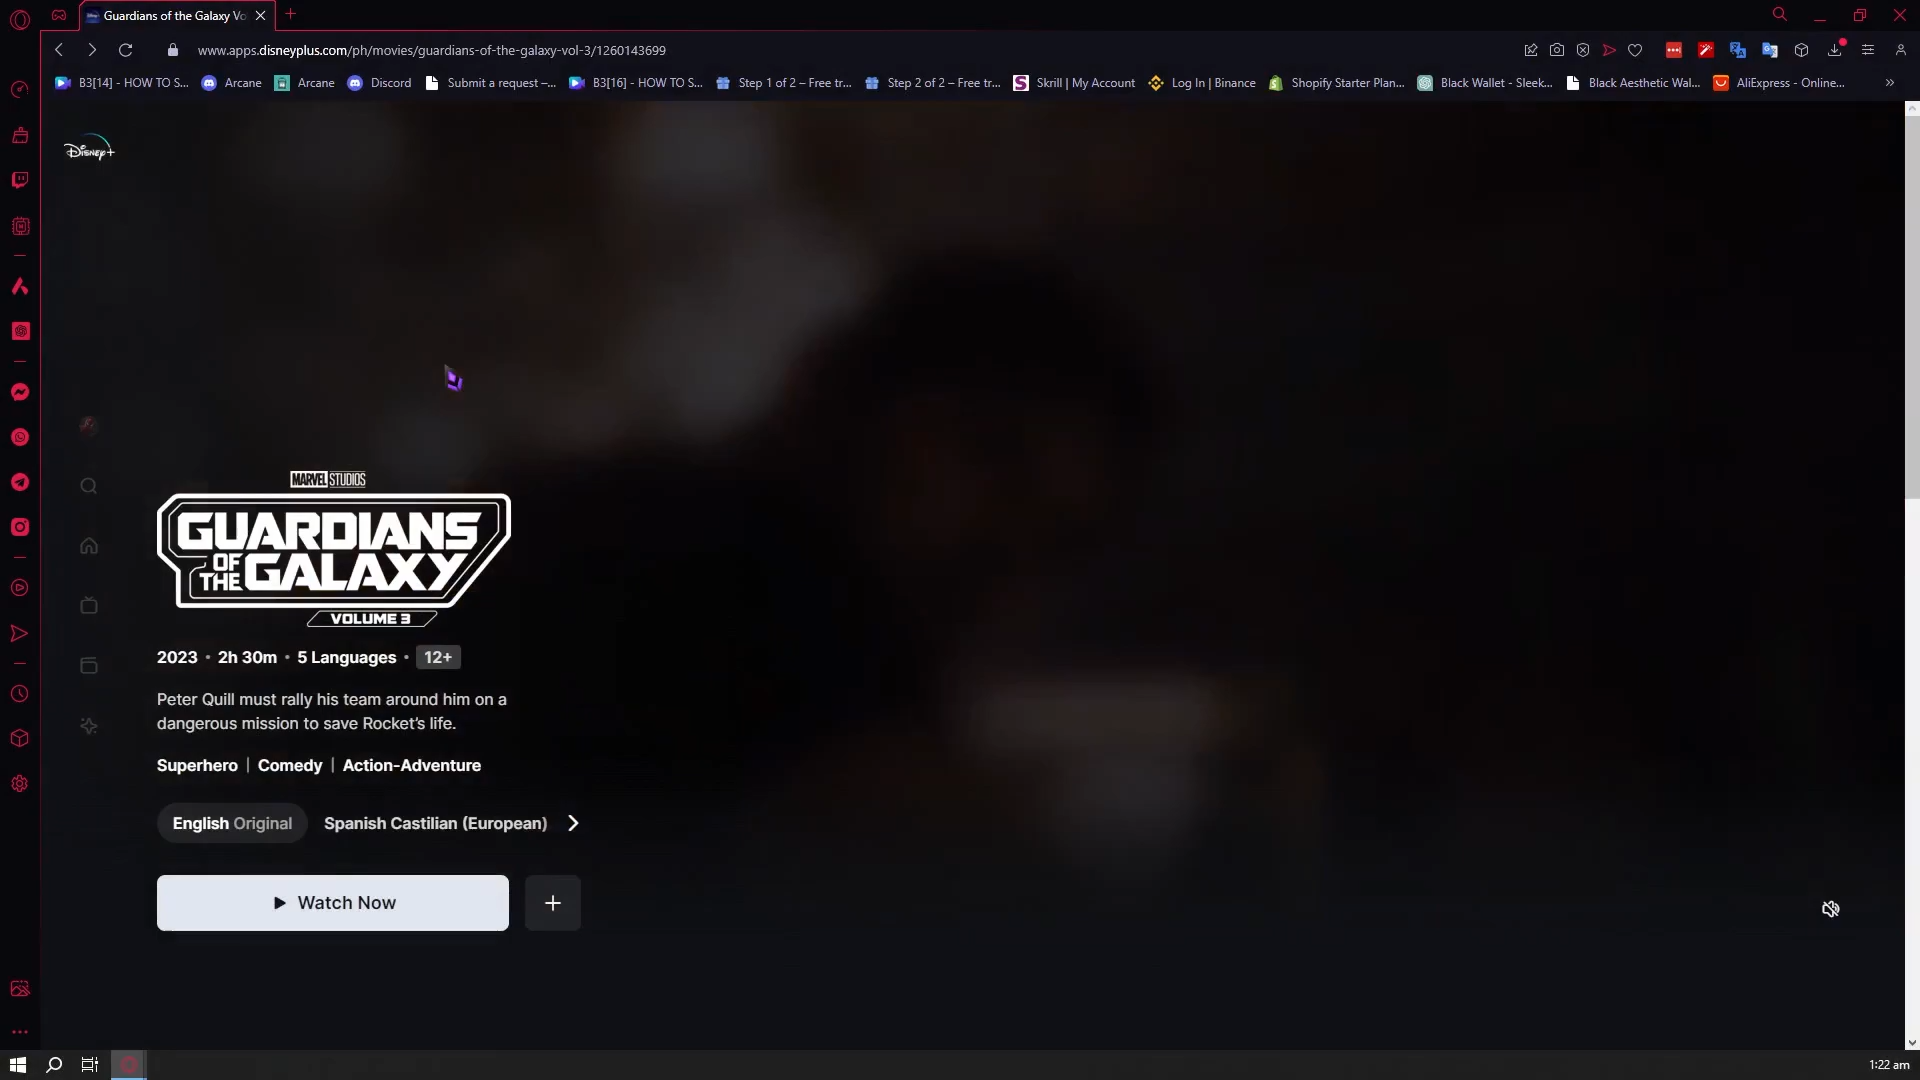 Guardians of the Galaxy Vo
www.apps.disneyplus.com/ph/movies/guardians-of-the-galaxy-vol-3/1260143699
B3[14] - HOW TO S... Arcane Arcane Discord Submit a request –... B3[16] - HOW TO S... Step 1 of 2 – Free tr... Step 2 of 2 – Free tr... Skrill | My Account Log In | Binance Shopify Starter Plan... Black Wallet - Sleek... Black Aesthetic Wal... AliExpress - Online...
Disney+
MARVEL STUDIOS
GUARDIANS
OF THE GALAXY
VOLUME 3
2023 • 2h 30m • 5 Languages • 12+
Peter Quill must rally his team around him on a
dangerous mission to save Rocket's life.
Superhero | Comedy | Action-Adventure
English Original Spanish Castilian (European)
Watch Now
1:22 am